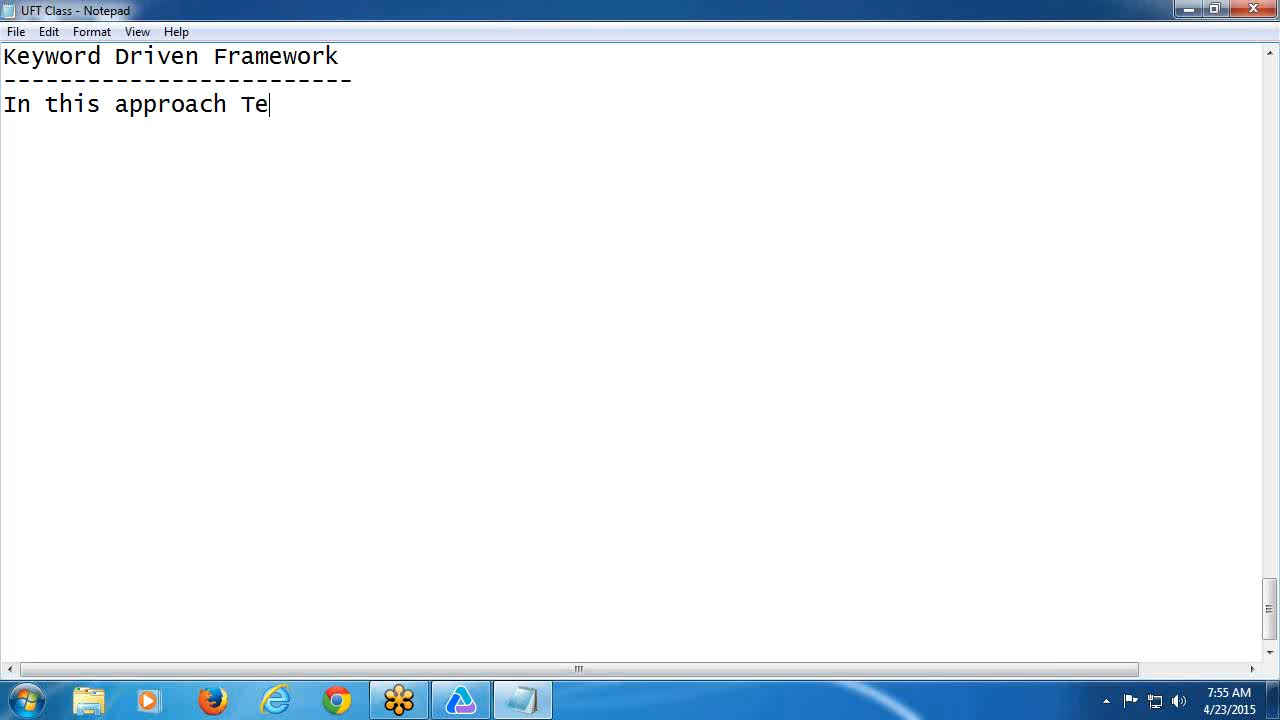 UFT Class - Notepad
File Edit Format View Help
Keyword Driven Framework
-------------------------
In this approach Te
7:55 AM
4/23/2015